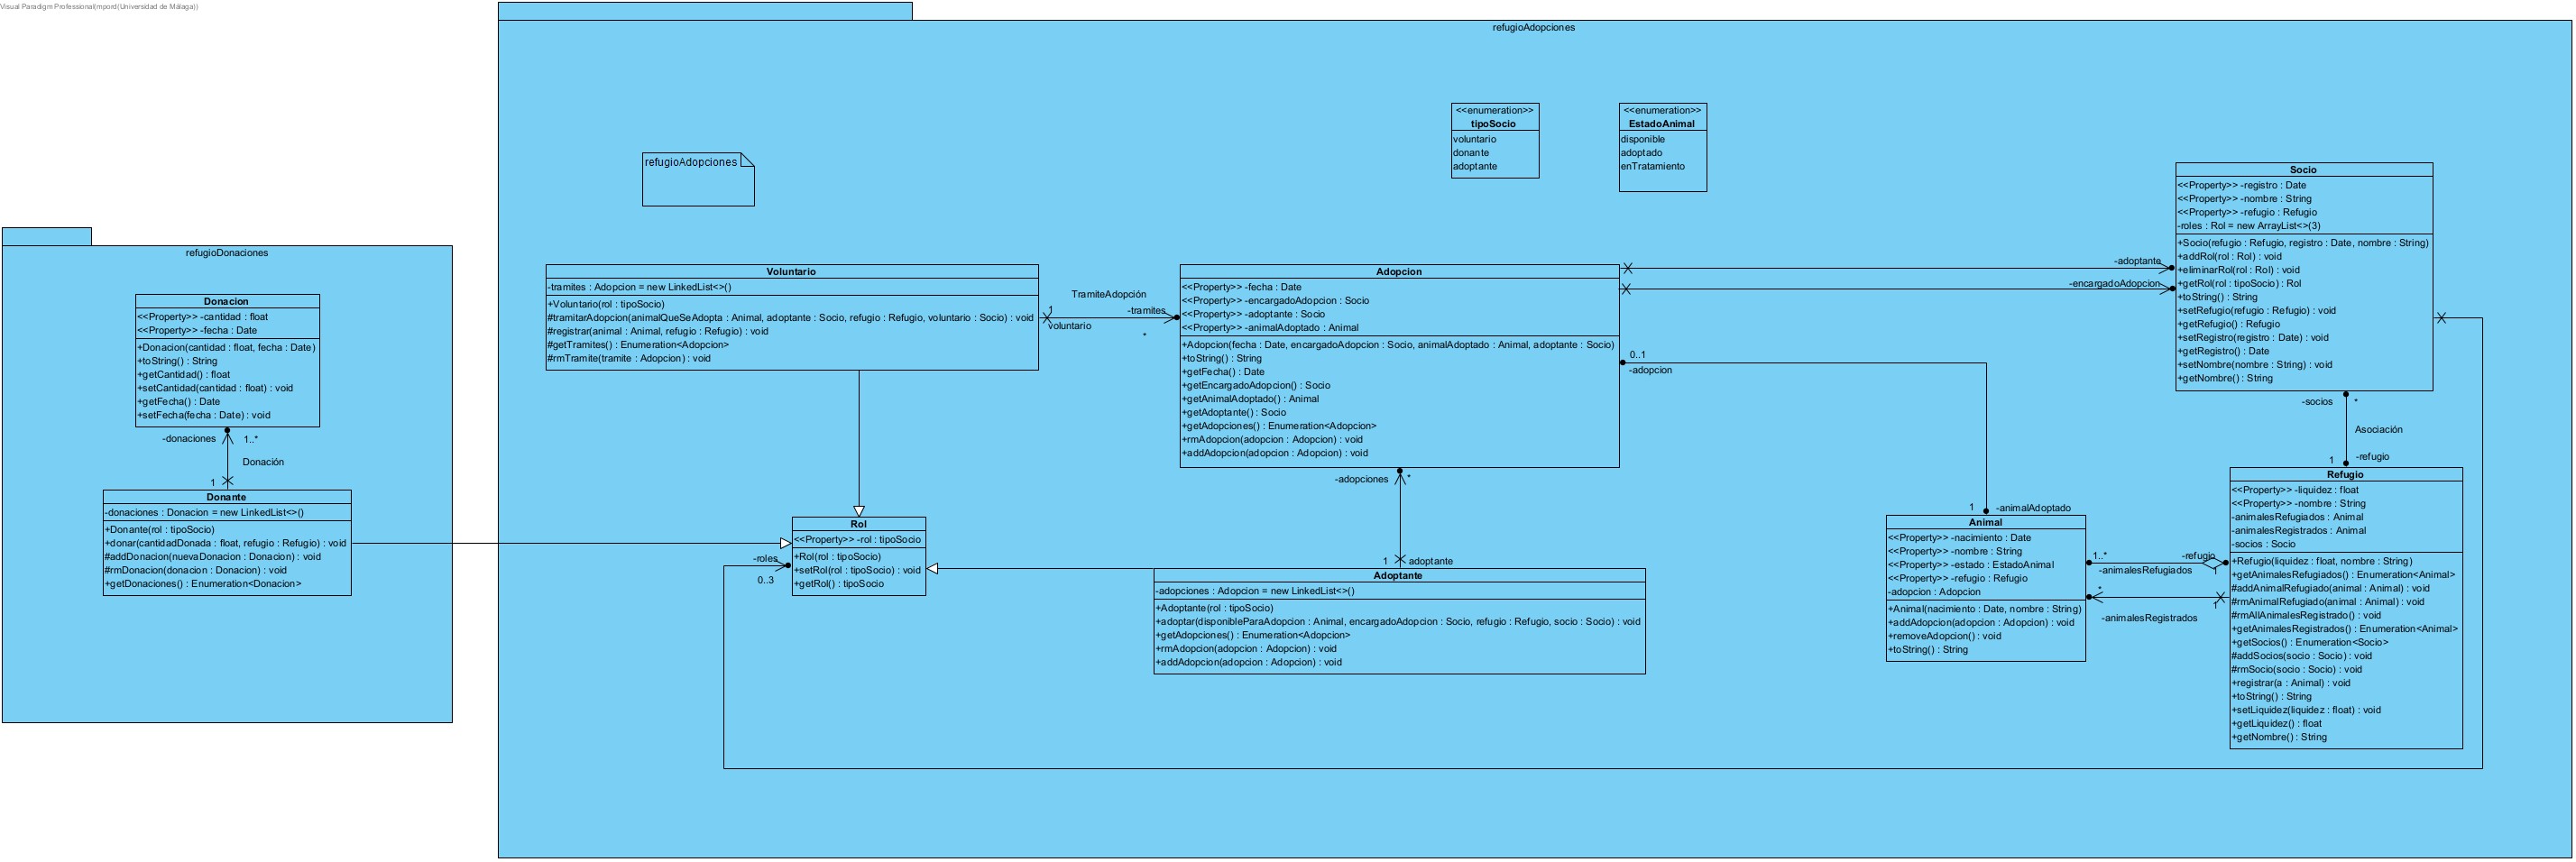 Visual Paradigm Professional(mpord(Universidad de Málaga))
refugioAdopciones
<<enumeration>>
tipoSocio
voluntario
donante
adoptante
<<enumeration>>
EstadoAnimal
disponible
adoptado
enTratamiento
refugioAdopciones
Socio
<<Property>> -registro : Date
<<Property>> -nombre : String
<<Property>> -refugio : Refugio
-roles : Rol = new ArrayList<>(3)
+Socio(refugio : Refugio, registro : Date, nombre : String)
+addRol(rol : Rol) : void
+eliminarRol(rol : Rol) : void
+getRol(rol : tipoSocio) : Rol
+toString() : String
+setRefugio(refugio : Refugio) : void
+getRefugio() : Refugio
+setRegistro(registro : Date) : void
+getRegistro() : Date
+setNombre(nombre : String) : void
+getNombre() : String
refugioDonaciones
Donacion
<<Property>> -cantidad : float
<<Property>> -fecha : Date
+Donacion(cantidad : float, fecha : Date)
+toString() : String
+getCantidad() : float
+setCantidad(cantidad : float) : void
+getFecha() : Date
+setFecha(fecha : Date) : void
-donaciones
1..*
Donación
1
Donante
-donaciones : Donacion = new LinkedList<>()
+Donante(rol : tipoSocio)
+donar(cantidadDonada : float, refugio : Refugio) : void
#addDonacion(nuevaDonacion : Donacion) : void
#rmDonacion(donacion : Donacion) : void
+getDonaciones() : Enumeration<Donacion>
Voluntario
-tramites : Adopcion = new LinkedList<>()
+Voluntario(rol : tipoSocio)
#tramitarAdopcion(animalQueSeAdopta : Animal, adoptante : Socio, refugio : Refugio, voluntario : Socio) : void
#registrar(animal : Animal, refugio : Refugio) : void
#getTramites() : Enumeration<Adopcion>
#rmTramite(tramite : Adopcion) : void
TramiteAdopción
1
voluntario
-tramites
*
Adopcion
<<Property>> -fecha : Date
<<Property>> -encargadoAdopcion : Socio
<<Property>> -adoptante : Socio
<<Property>> -animalAdoptado : Animal
+Adopcion(fecha : Date, encargadoAdopcion : Socio, animalAdoptado : Animal, adoptante : Socio)
+toString() : String
+getFecha() : Date
+getEncargadoAdopcion() : Socio
+getAnimalAdoptado() : Animal
+getAdoptante() : Socio
+getAdopciones() : Enumeration<Adopcion>
+rmAdopcion(adopcion : Adopcion) : void
+addAdopcion(adopcion : Adopcion) : void
-adoptante
-encargadoAdopcion
0..1
-adopcion
-socios
*
Asociación
1
-refugio
-adopciones
*
1
adoptante
Rol
<<Property>> -rol : tipoSocio
+Rol(rol : tipoSocio)
+setRol(rol : tipoSocio) : void
+getRol() : tipoSocio
-roles
0..3
Adoptante
-adopciones : Adopcion = new LinkedList<>()
+Adoptante(rol : tipoSocio)
+adoptar(disponibleParaAdopcion : Animal, encargadoAdopcion : Socio, refugio : Refugio, socio : Socio) : void
+getAdopciones() : Enumeration<Adopcion>
+rmAdopcion(adopcion : Adopcion) : void
+addAdopcion(adopcion : Adopcion) : void
1
-animalAdoptado
Animal
<<Property>> -nacimiento : Date
<<Property>> -nombre : String
<<Property>> -estado : EstadoAnimal
<<Property>> -refugio : Refugio
-adopcion : Adopcion
+Animal(nacimiento : Date, nombre : String)
+addAdopcion(adopcion : Adopcion) : void
+removeAdopcion() : void
+toString() : String
1..*
-refugio
-animalesRefugiados
1
*
-animalesRegistrados
1
Refugio
<<Property>> -liquidez : float
<<Property>> -nombre : String
-animalesRefugiados : Animal
-animalesRegistrados : Animal
-socios : Socio
+Refugio(liquidez : float, nombre : String)
+getAnimalesRefugiados() : Enumeration<Animal>
#addAnimalRefugiado(animal : Animal) : void
#rmAnimalRefugiado(animal : Animal) : void
#rmAllAnimalesRegistrado() : void
+getAnimalesRegistrados() : Enumeration<Animal>
+getSocios() : Enumeration<Socio>
#addSocios(socio : Socio) : void
#rmSocio(socio : Socio) : void
+registrar(a : Animal) : void
+toString() : String
+setLiquidez(liquidez : float) : void
+getLiquidez() : float
+getNombre() : String